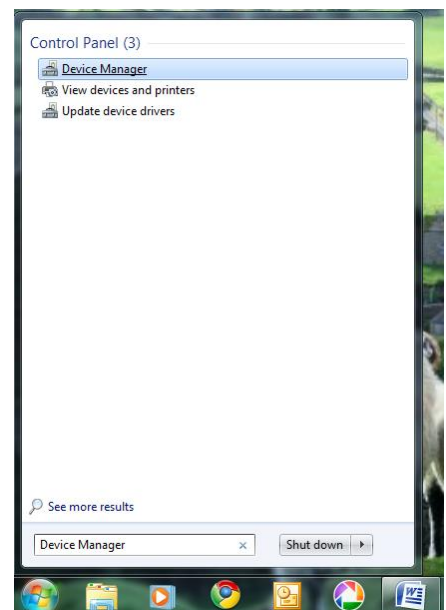 Control Panel (3)
Device Manager
View devices and printers
Update device drivers
See more results
Device Manager
Shut down